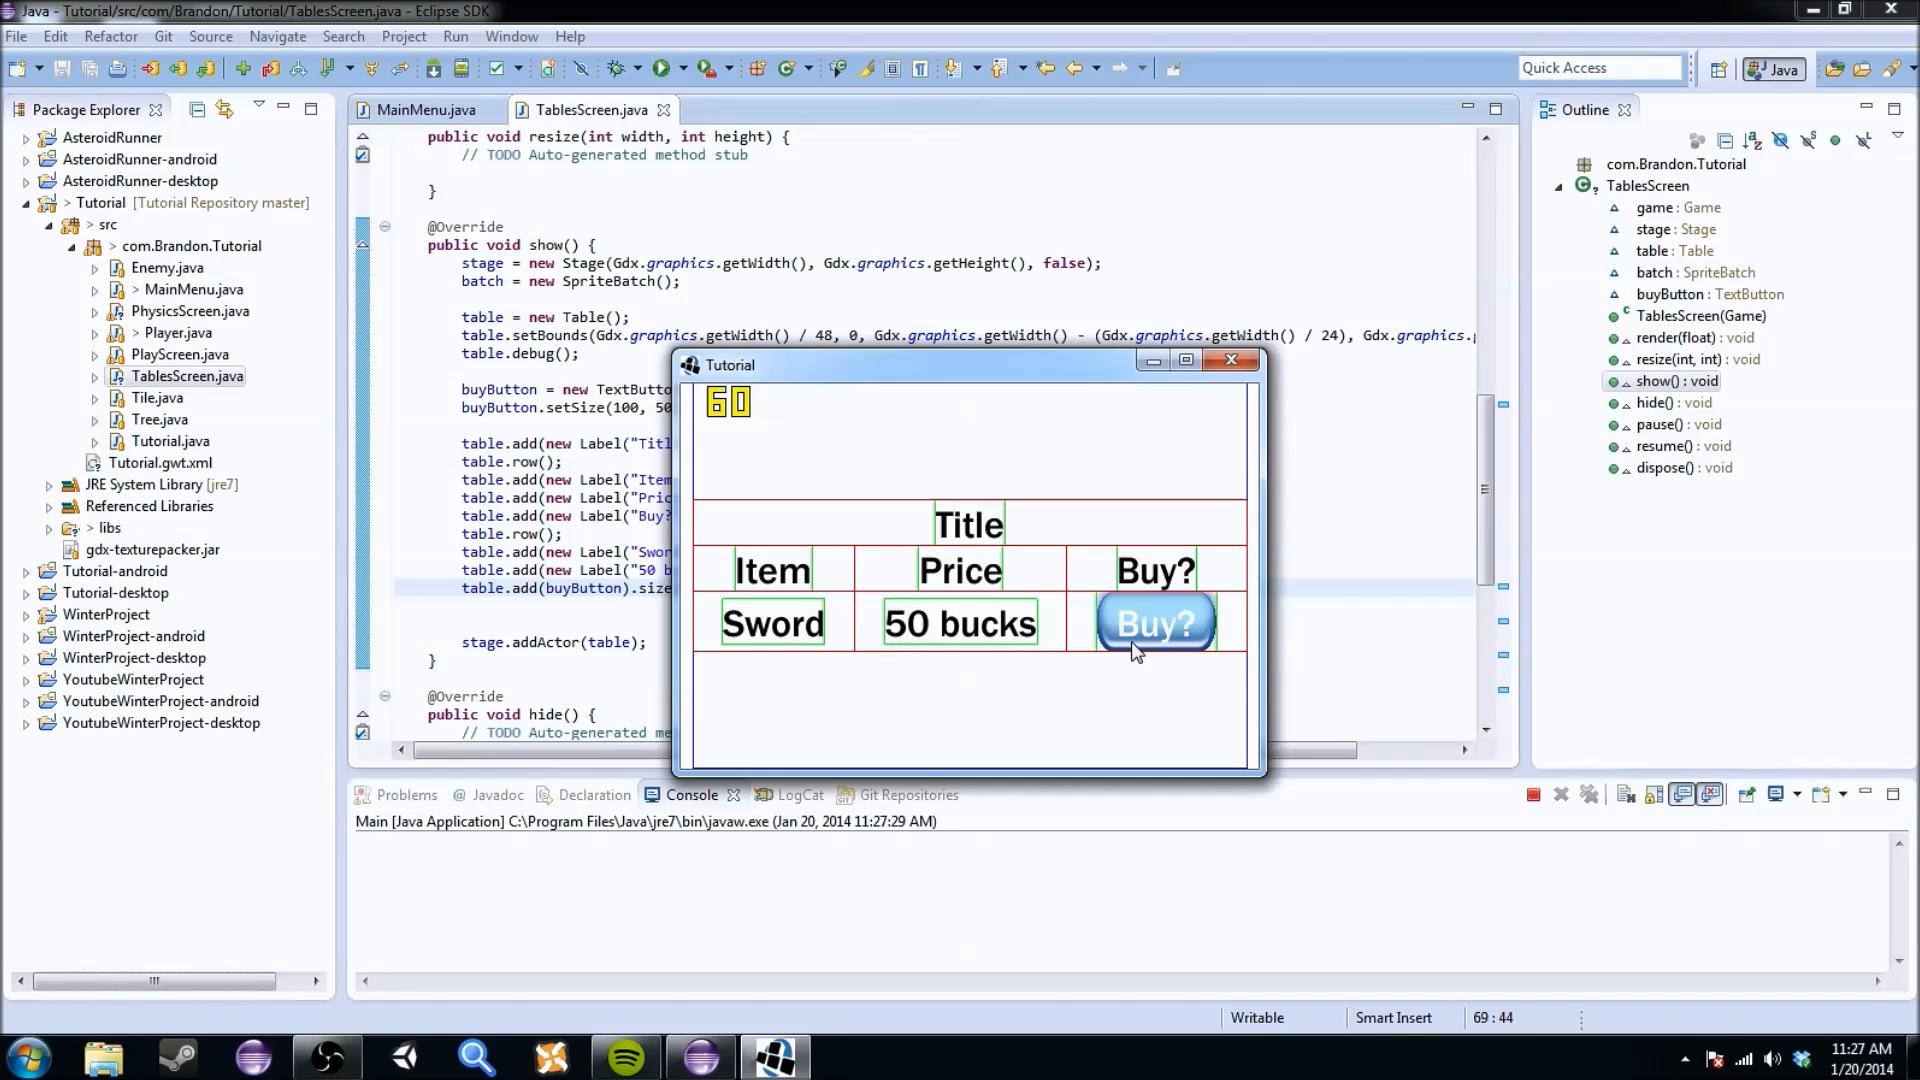 Java - Tutorial/src/com/Brandon/Tutorial/TablesScreen.java - Eclipse SDK
File Edit Refactor Git Source Navigate Search Project Run Window Help
Quick Access
Java
Package Explorer
AsteroidRunner
AsteroidRunner-android
AsteroidRunner-desktop
> Tutorial [Tutorial Repository master]
> src
> com.Brandon.Tutorial
Enemy.java
> MainMenu.java
PhysicsScreen.java
> Player.java
PlayScreen.java
TablesScreen.java
Tile.java
Tree.java
Tutorial.java
Tutorial.gwt.xml
JRE System Library [jre7]
Referenced Libraries
> libs
gdx-texturepacker.jar
Tutorial-android
Tutorial-desktop
WinterProject
WinterProject-android
WinterProject-desktop
YoutubeWinterProject
YoutubeWinterProject-android
YoutubeWinterProject-desktop
MainMenu.java
TablesScreen.java
public void resize(int width, int height) {
// TODO Auto-generated method stub
}
@Override
public void show() {
stage = new Stage(Gdx.graphics.getWidth(), Gdx.graphics.getHeight(), false);
batch = new SpriteBatch();
table = new Table();
table.setBounds(Gdx.graphics.getWidth() / 48, 0, Gdx.graphics.getWidth() - (Gdx.graphics.getWidth() / 24), Gdx.graphics.
table.debug();
buyButton = new TextButto
buyButton.setSize(100, 50
table.add(new Label("Titl
table.row();
table.add(new Label("Item
table.add(new Label("Pric
table.add(new Label("Buy?
table.row();
table.add(new Label("Swor
table.add(new Label("50 b
table.add(buyButton).size
stage.addActor(table);
}
@Override
public void hide() {
// TODO Auto-generated me
Tutorial
60
Title
Item Price Buy?
Sword 50 bucks Buy?
Outline
com.Brandon.Tutorial
TablesScreen
game : Game
stage : Stage
table : Table
batch : SpriteBatch
buyButton : TextButton
TablesScreen(Game)
render(float) : void
resize(int, int) : void
show() : void
hide() : void
pause() : void
resume() : void
dispose() : void
Problems Javadoc Declaration Console LogCat Git Repositories
Main [Java Application] C:\Program Files\Java\jre7\bin\javaw.exe (Jan 20, 2014 11:27:29 AM)
Writable Smart Insert 69 : 44
11:27 AM
1/20/2014